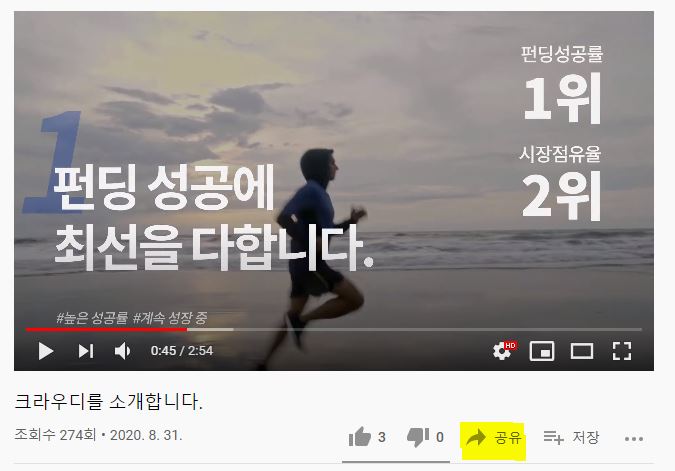 펀딩성공률
1위
시장점유율
2위
1
펀딩 성공에
최선을 다합니다.
#높은 성공률 #계속 성장 중
0:45 / 2:54
HD
크라우디를 소개합니다.
조회수 274회 • 2020. 8. 31.
3
0
공유
저장